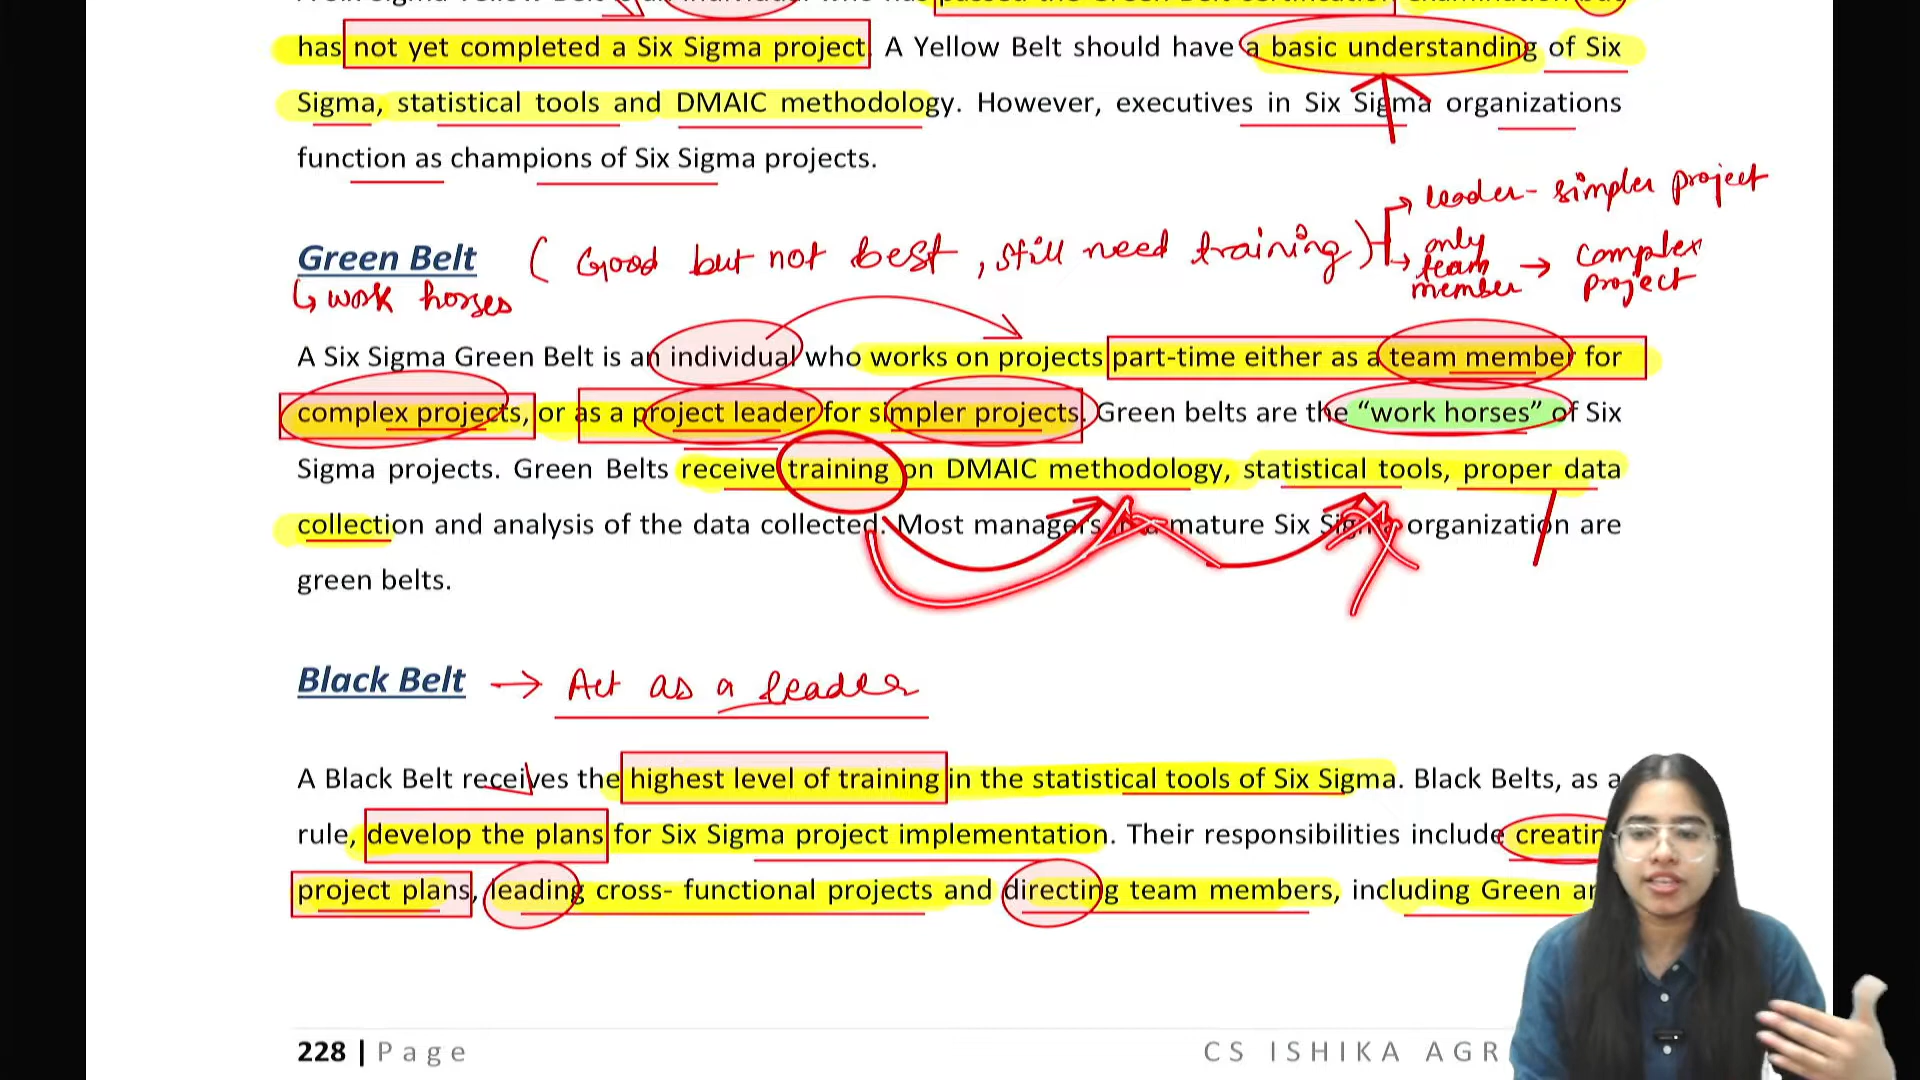 has not yet completed a Six Sigma project. A Yellow Belt should have a basic understanding of Six
Sigma, statistical tools and DMAIC methodology. However, executives in Six Sigma organizations
function as champions of Six Sigma projects.
leader - simpler project
Green Belt ( Good but not best, still need training )
only team member → complex project
↳ work horses
A Six Sigma Green Belt is an individual who works on projects part-time either as a team member for
complex projects, or as a project leader for simpler projects. Green belts are the “work horses” of Six
Sigma projects. Green Belts receive training on DMAIC methodology, statistical tools, proper data
collection and analysis of the data collected. Most managers mature Six Sigma organization are
green belts.
Black Belt → Act as a leader
A Black Belt receives the highest level of training in the statistical tools of Six Sigma. Black Belts, as a
rule, develop the plans for Six Sigma project implementation. Their responsibilities include creatin
project plans, leading cross- functional projects and directing team members, including Green an
228 | Page
CS ISHIKA AGR